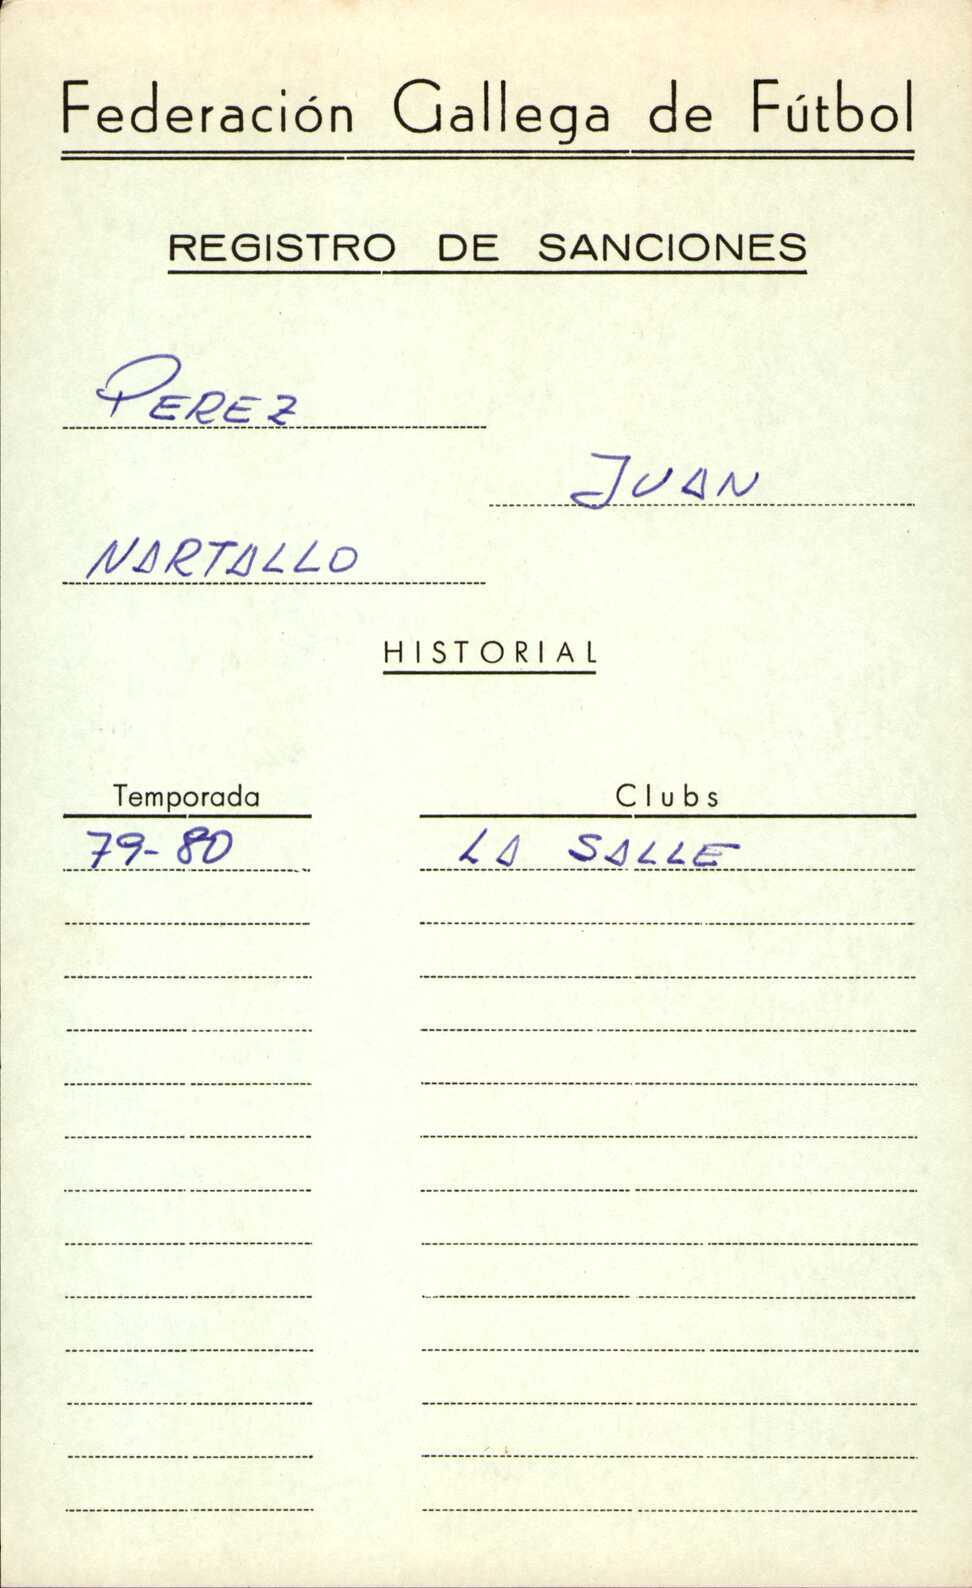 Federación Gallega de Fútbol
REGISTRO DE SANCIONES
PEREZ
JUAN
NARTALLO
HISTORIAL
Temporada Clubs
79-80 LA SALLE